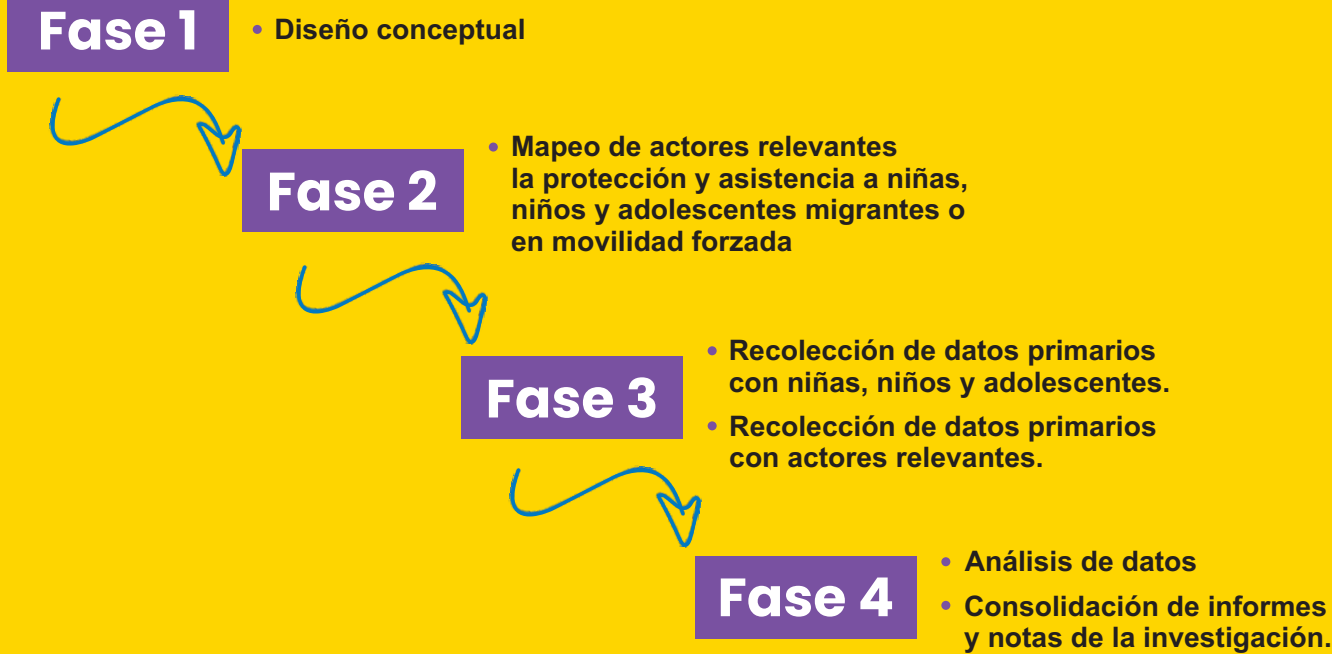 Fase 1
• Diseño conceptual
Fase 2
• Mapeo de actores relevantes
la protección y asistencia a niñas,
niños y adolescentes migrantes o
en movilidad forzada
Fase 3
• Recolección de datos primarios
con niñas, niños y adolescentes.
• Recolección de datos primarios
con actores relevantes.
Fase 4
• Análisis de datos
• Consolidación de informes
y notas de la investigación.